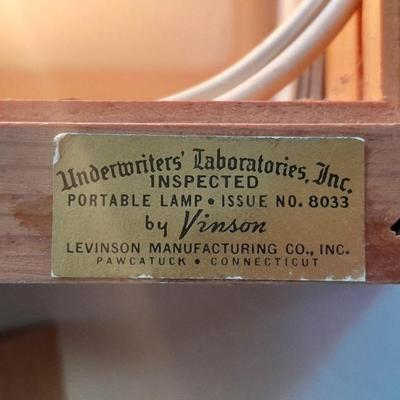 Underwriters' Laboratories, Inc.
INSPECTED
PORTABLE LAMP • ISSUE NO. 8033
by Vinson
LEVINSON MANUFACTURING CO., INC.
PAWCATUCK • CONNECTICUT